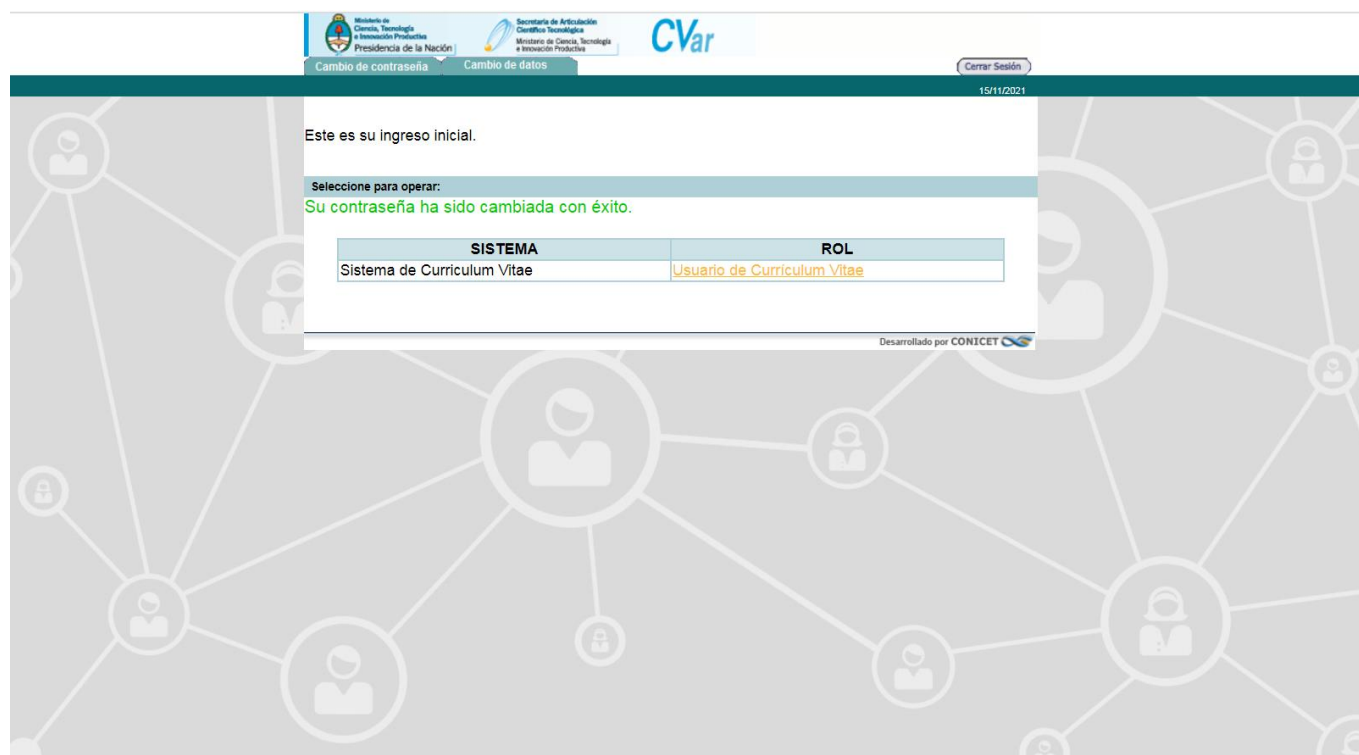 Ministerio de
Ciencia, Tecnología
e Innovación Productiva
Presidencia de la Nación
Secretaría de Articulación
Científico Tecnológica
Ministerio de Ciencia, Tecnología
e Innovación Productiva
CVar
Cambio de contraseña
Cambio de datos
Cerrar Sesión
15/11/2021
Este es su ingreso inicial.
Seleccione para operar:
Su contraseña ha sido cambiada con éxito.
SISTEMA ROL
Sistema de Curriculum Vitae Usuario de Currículum Vitae
Desarrollado por CONICET